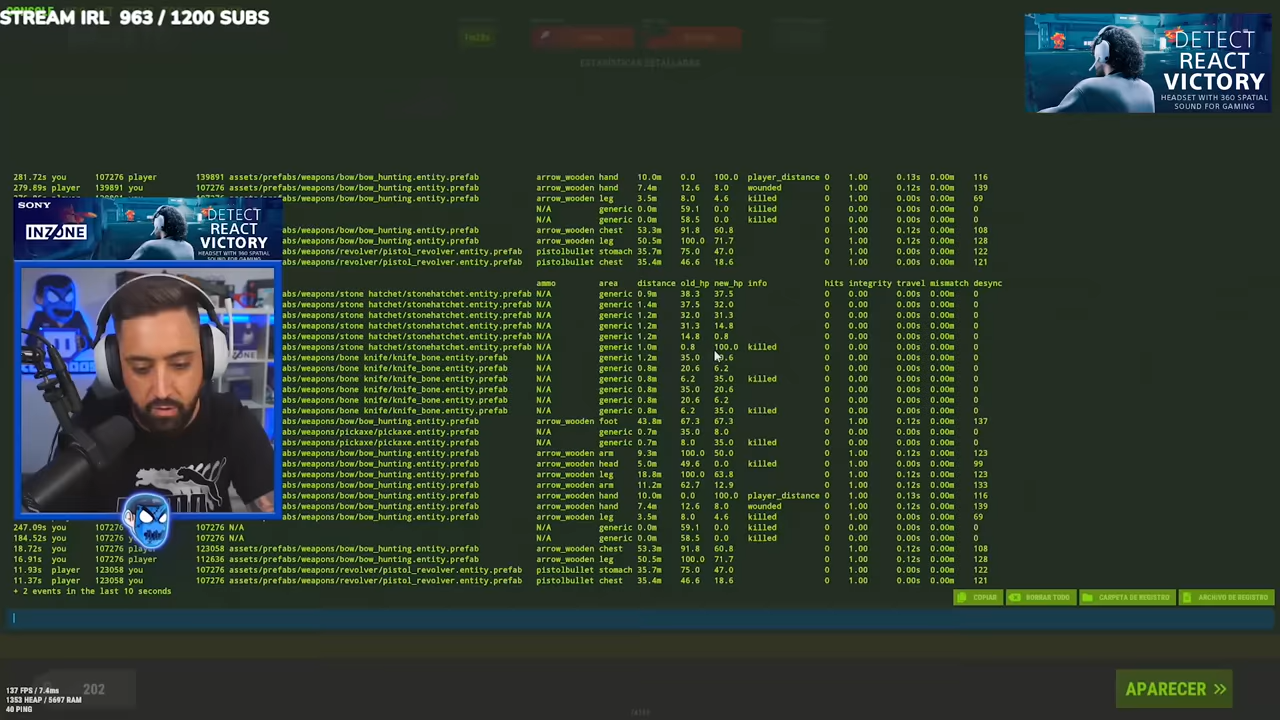 STREAM IRL 963 / 1200 SUBS
DETECT
REACT
VICTORY
HEADSET WITH 360 SPATIAL
SOUND FOR GAMING
281.72s you 107276 player 139891 assets/prefabs/weapons/bow/bow_hunting.entity.prefab arrow_wooden hand 10.0m 0.0 100.0 player_distance 0 1.00 0.13s 0.00m 116
279.89s player 139891 you 107276 assets/prefabs/weapons/bow/bow_hunting.entity.prefab arrow_wooden hand 7.4m 12.6 8.0 wounded 0 1.00 0.00s 0.00m 139
107276 assets/prefabs/weapons/bow/bow_hunting.entity.prefab arrow_wooden leg 3.5m 8.0 4.6 killed 0 1.00 0.00s 0.00m 69
N/A generic 0.0m 59.1 0.0 killed 0 0.00 0.00s 0.00m 0
N/A generic 0.0m 58.5 0.0 killed 0 0.00 0.00s 0.00m 0
abs/weapons/bow/bow_hunting.entity.prefab arrow_wooden chest 53.3m 91.8 60.8 0 1.00 0.12s 0.00m 108
abs/weapons/bow/bow_hunting.entity.prefab arrow_wooden leg 50.5m 100.0 71.7 0 1.00 0.12s 0.00m 128
abs/weapons/revolver/pistol_revolver.entity.prefab pistolbullet stomach 35.7m 75.0 47.0 0 1.00 0.00s 0.00m 122
abs/weapons/revolver/pistol_revolver.entity.prefab pistolbullet chest 35.4m 46.6 18.6 0 1.00 0.00s 0.00m 121
SONY
INZONE
DETECT
REACT
VICTORY
HEADSET WITH 360 SPATIAL
SOUND FOR GAMING
ammo area distance old_hp new_hp info hits integrity travel mismatch desync
abs/weapons/stone hatchet/stonehatchet.entity.prefab N/A generic 0.9m 38.3 37.5 0 0.00 0.00s 0.00m 0
abs/weapons/stone hatchet/stonehatchet.entity.prefab N/A generic 1.4m 37.5 32.0 0 0.00 0.00s 0.00m 0
abs/weapons/stone hatchet/stonehatchet.entity.prefab N/A generic 1.2m 32.0 31.3 0 0.00 0.00s 0.00m 0
abs/weapons/stone hatchet/stonehatchet.entity.prefab N/A generic 1.2m 31.3 14.8 0 0.00 0.00s 0.00m 0
abs/weapons/stone hatchet/stonehatchet.entity.prefab N/A generic 1.2m 14.8 0.8 0 0.00 0.00s 0.00m 0
abs/weapons/stone hatchet/stonehatchet.entity.prefab N/A generic 1.0m 0.8 100.0 killed 0 0.00 0.00s 0.00m 0
abs/weapons/bone knife/knife_bone.entity.prefab N/A generic 1.2m 35.0 0 0.00 0.00s 0.00m 0
abs/weapons/bone knife/knife_bone.entity.prefab N/A generic 0.8m 20.6 6.2 0 0.00 0.00s 0.00m 0
abs/weapons/bone knife/knife_bone.entity.prefab N/A generic 0.8m 6.2 35.0 killed 0 0.00 0.00s 0.00m 0
abs/weapons/bone knife/knife_bone.entity.prefab N/A generic 0.8m 35.0 20.6 0 0.00 0.00s 0.00m 0
abs/weapons/bone knife/knife_bone.entity.prefab N/A generic 0.8m 20.6 6.2 0 0.00 0.00s 0.00m 0
abs/weapons/bone knife/knife_bone.entity.prefab N/A generic 0.8m 6.2 35.0 killed 0 0.00 0.00s 0.00m 0
abs/weapons/bow/bow_hunting.entity.prefab arrow_wooden foot 43.8m 67.3 67.3 0 1.00 0.12s 0.00m 137
abs/weapons/pickaxe/pickaxe.entity.prefab N/A generic 0.7m 35.0 8.0 0 0.00 0.00s 0.00m 0
abs/weapons/pickaxe/pickaxe.entity.prefab N/A generic 0.7m 8.0 35.0 killed 0 0.00 0.00s 0.00m 0
abs/weapons/bow/bow_hunting.entity.prefab arrow_wooden arm 9.3m 100.0 50.0 0 1.00 0.12s 0.00m 123
abs/weapons/bow/bow_hunting.entity.prefab arrow_wooden head 5.0m 49.6 0.0 killed 0 1.00 0.00s 0.00m 99
abs/weapons/bow/bow_hunting.entity.prefab arrow_wooden leg 18.8m 100.0 63.8 0 1.00 0.12s 0.00m 123
abs/weapons/bow/bow_hunting.entity.prefab arrow_wooden arm 11.2m 62.7 12.9 0 1.00 0.12s 0.00m 133
abs/weapons/bow/bow_hunting.entity.prefab arrow_wooden hand 10.0m 0.0 100.0 player_distance 0 1.00 0.13s 0.00m 116
abs/weapons/bow/bow_hunting.entity.prefab arrow_wooden hand 7.4m 12.6 8.0 wounded 0 1.00 0.00s 0.00m 139
abs/weapons/bow/bow_hunting.entity.prefab arrow_wooden leg 3.5m 8.0 4.6 killed 0 1.00 0.00s 0.00m 69
247.09s you 107276 107276 N/A N/A generic 0.0m 59.1 0.0 killed 0 0.00 0.00s 0.00m 0
184.52s you 107276 107276 N/A N/A generic 0.0m 58.5 0.0 killed 0 0.00 0.00s 0.00m 0
18.72s you 107276 player 123058 assets/prefabs/weapons/bow/bow_hunting.entity.prefab arrow_wooden chest 53.3m 91.8 60.8 0 1.00 0.12s 0.00m 108
16.91s you 107276 player 112636 assets/prefabs/weapons/bow/bow_hunting.entity.prefab arrow_wooden leg 50.5m 100.0 71.7 0 1.00 0.12s 0.00m 128
11.93s player 123058 you 107276 assets/prefabs/weapons/revolver/pistol_revolver.entity.prefab pistolbullet stomach 35.7m 75.0 47.0 0 1.00 0.00s 0.00m 122
11.37s player 123058 you 107276 assets/prefabs/weapons/revolver/pistol_revolver.entity.prefab pistolbullet chest 35.4m 46.6 18.6 0 1.00 0.00s 0.00m 121
+ 2 events in the last 10 seconds
COPIAR BORRAR TODO CARPETA DE REGISTRO ARCHIVO DE REGISTRO
137 FPS / 7.4ms
1353 HEAP / 5697 RAM
40 PING
202
APARECER >>